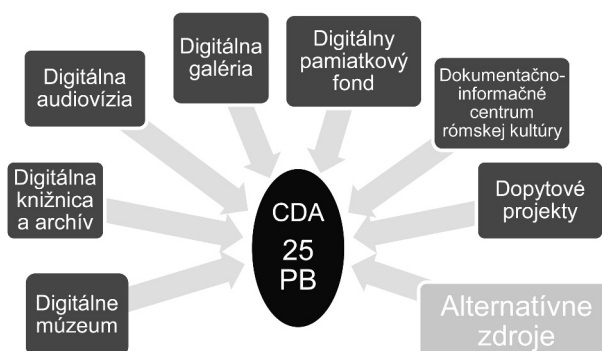 Digitálna
galéria
Digitálny
pamiatkový
fond
Digitálna
audiovízia
Dokumentačno-
informačné
centrum
rómskej kultúry
Digitálna
knižnica
a archív
Dopytové
projekty
CDA
25
PB
Digitálne
múzeum
Alternatívne
zdroje